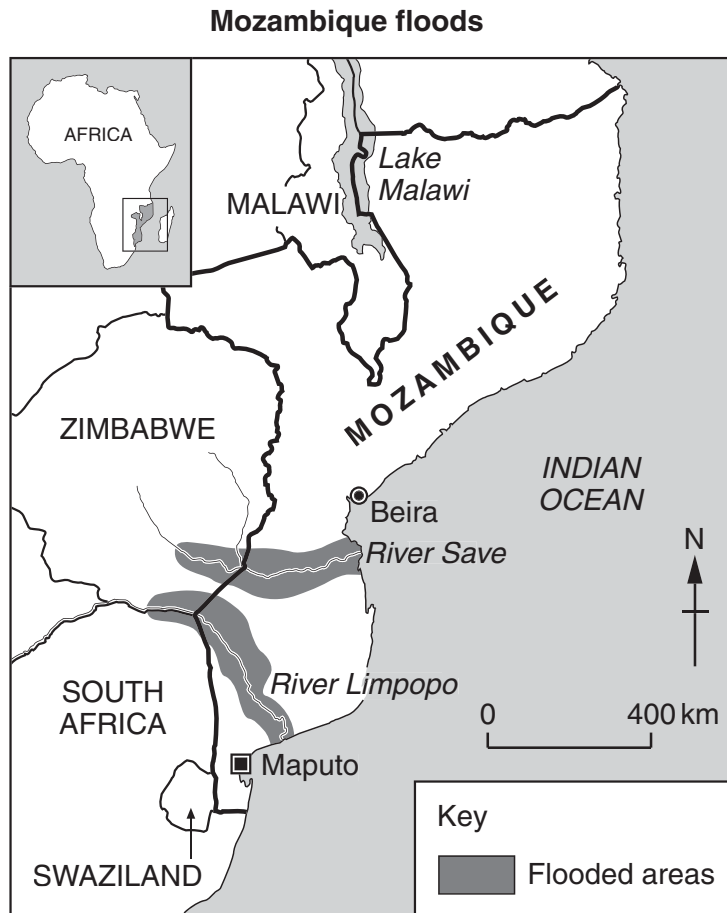 Mozambique floods
AFRICA
Lake
Malawi
MALAWI
MOZAMBIQUE
ZIMBABWE
INDIAN
OCEAN
Beira
River Save
N
SOUTH
AFRICA
River Limpopo
0 400 km
Maputo
SWAZILAND
Key
Flooded areas